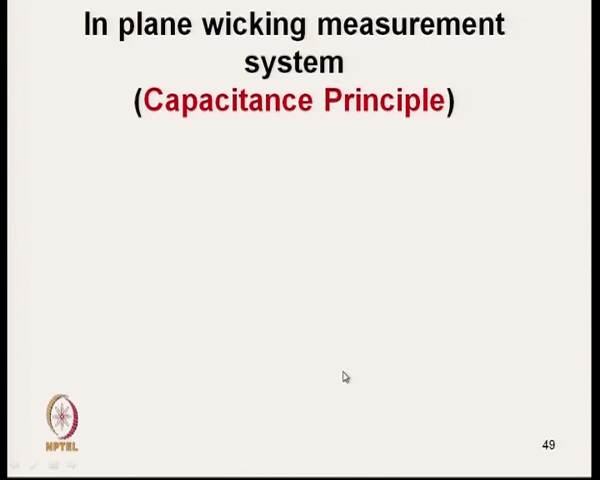 In plane wicking measurement
system
(Capacitance Principle)
NPTEL
49